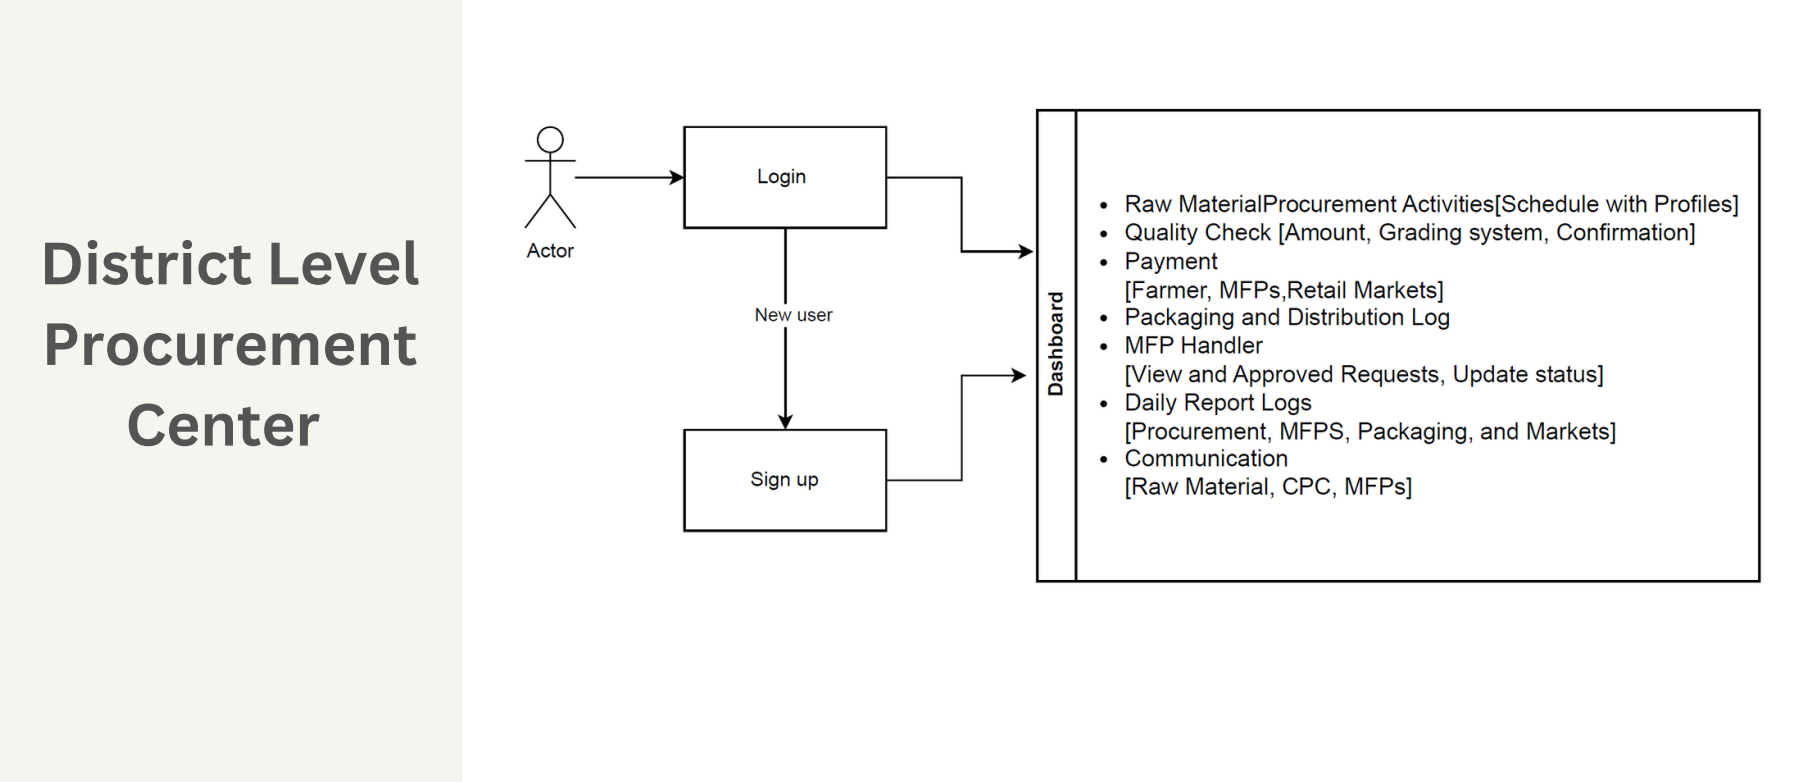 District Level
Procurement
Center
Actor
Login
New user
Sign up
Dashboard
• Raw MaterialProcurement Activities[Schedule with Profiles]
• Quality Check [Amount, Grading system, Confirmation]
• Payment
[Farmer, MFPs,Retail Markets]
• Packaging and Distribution Log
• MFP Handler
[View and Approved Requests, Update status]
• Daily Report Logs
[Procurement, MFPS, Packaging, and Markets]
• Communication
[Raw Material, CPC, MFPs]